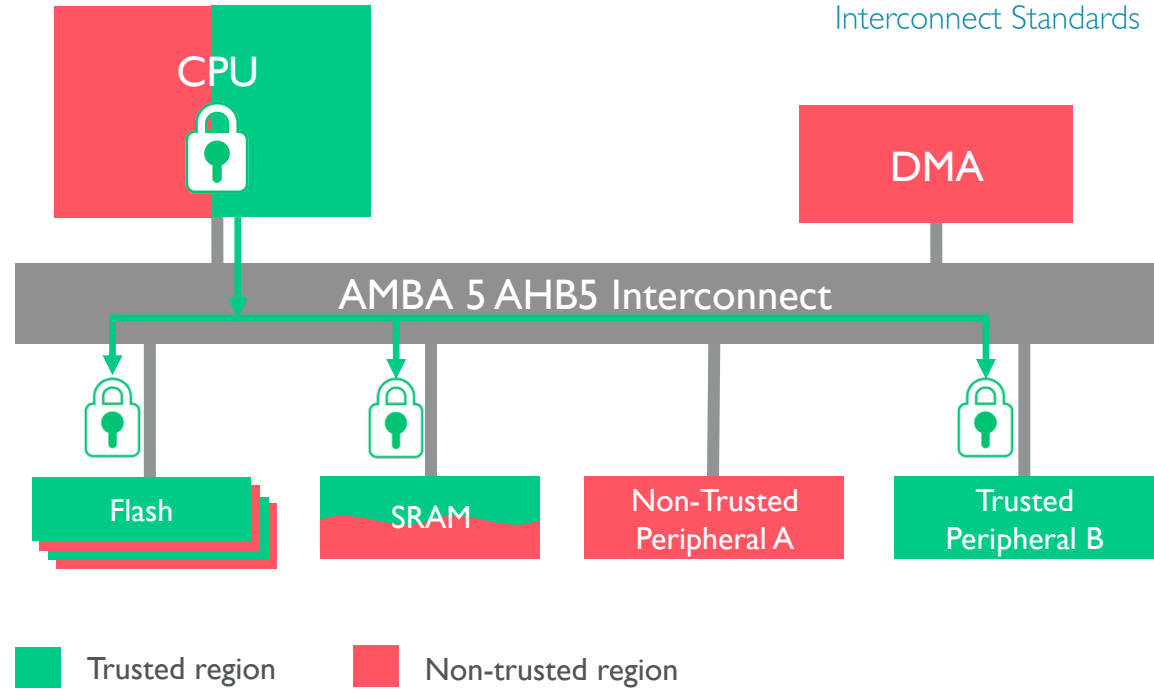 Interconnect Standards
CPU
DMA
AMBA 5 AHB5 Interconnect
Flash
SRAM
Non-Trusted
Peripheral A
Trusted
Peripheral B
Trusted region
Non-trusted region